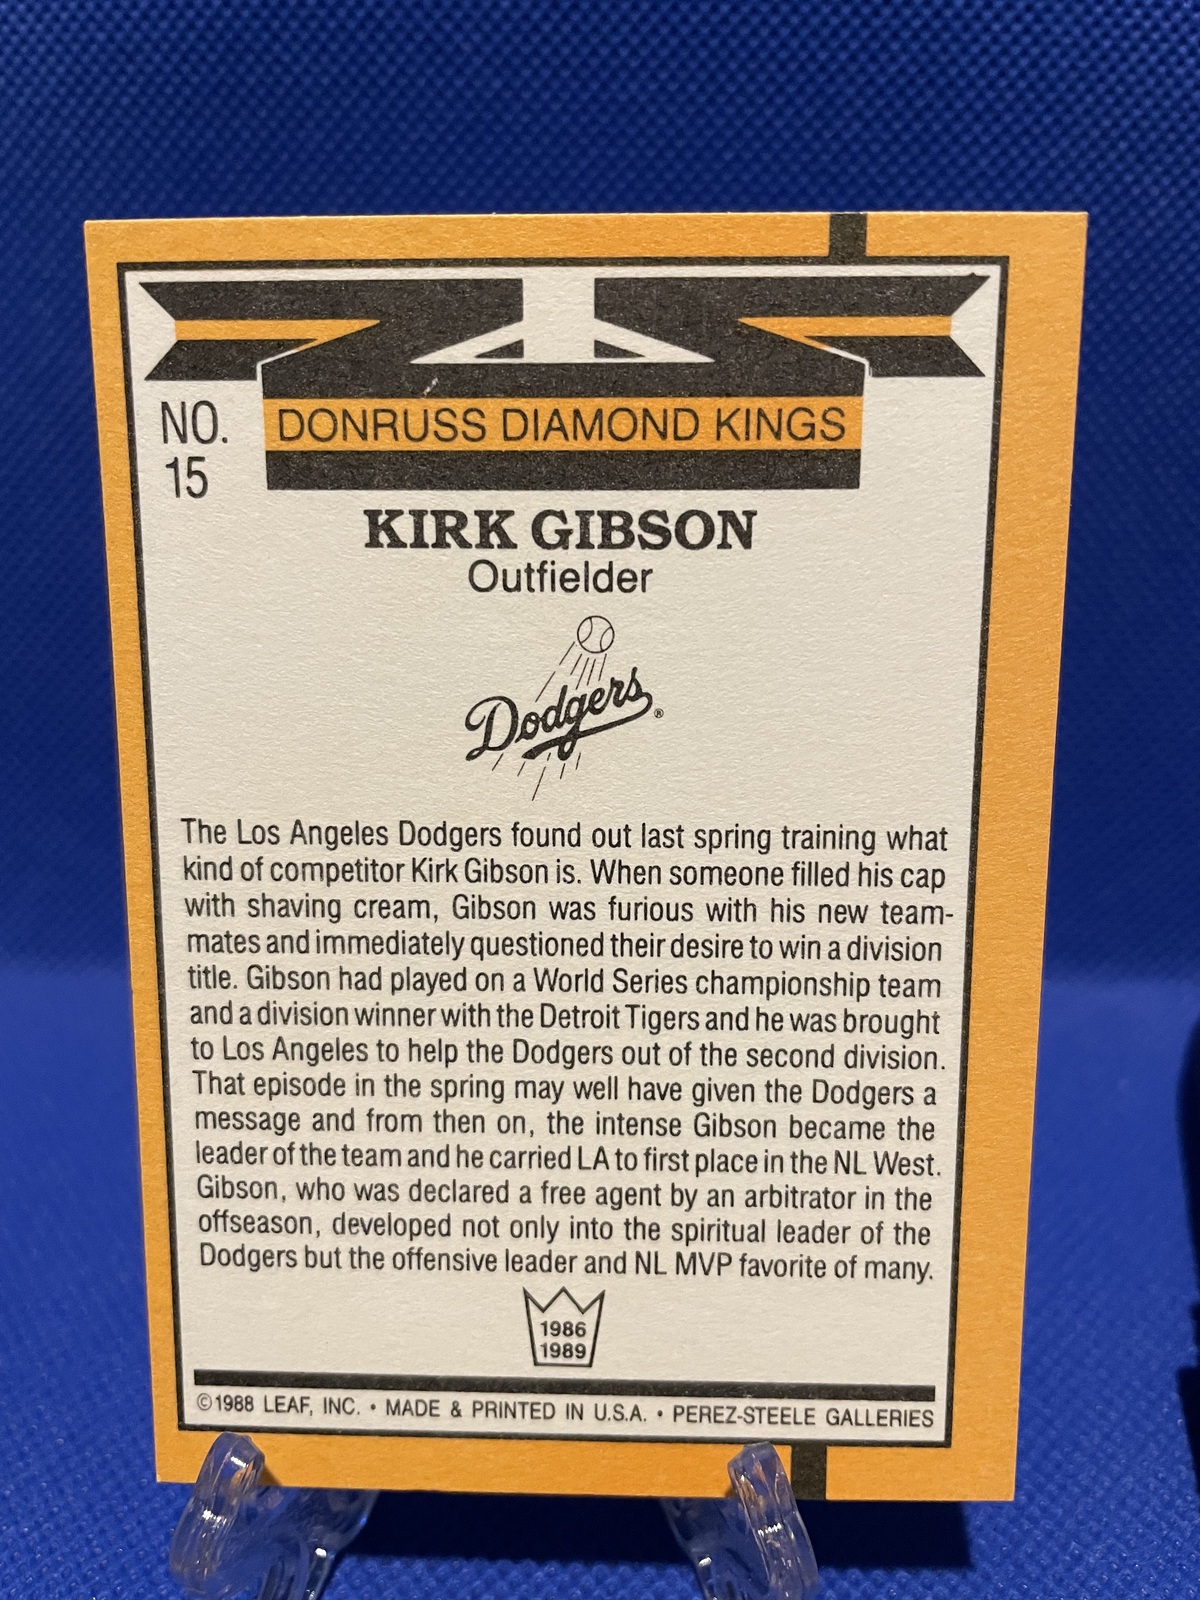 NO.
15
DONRUSS DIAMOND KINGS
KIRK GIBSON
Outfielder
Dodgers®
The Los Angeles Dodgers found out last spring training what
kind of competitor Kirk Gibson is. When someone filled his cap
with shaving cream, Gibson was furious with his new team-
mates and immediately questioned their desire to win a division
title. Gibson had played on a World Series championship team
and a division winner with the Detroit Tigers and he was brought
to Los Angeles to help the Dodgers out of the second division.
That episode in the spring may well have given the Dodgers a
message and from then on, the intense Gibson became the
leader of the team and he carried LA to first place in the NL West.
Gibson, who was declared a free agent by an arbitrator in the
offseason, developed not only into the spiritual leader of the
Dodgers but the offensive leader and NL MVP favorite of many.
1986
1989
©1988 LEAF, INC. • MADE & PRINTED IN U.S.A. • PEREZ-STEELE GALLERIES